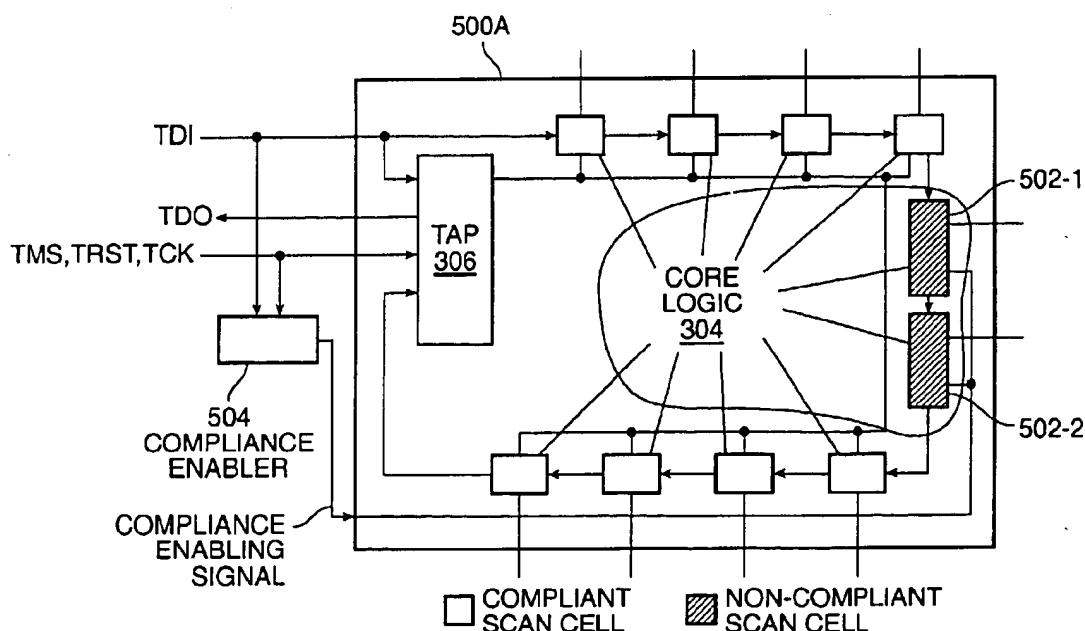 500A
TDI
TDO
TMS,TRST,TCK
TAP
306
CORE
LOGIC
304
502-1
502-2
504
COMPLIANCE
ENABLER
COMPLIANCE
ENABLING
SIGNAL
COMPLIANT
SCAN CELL
NON-COMPLIANT
SCAN CELL